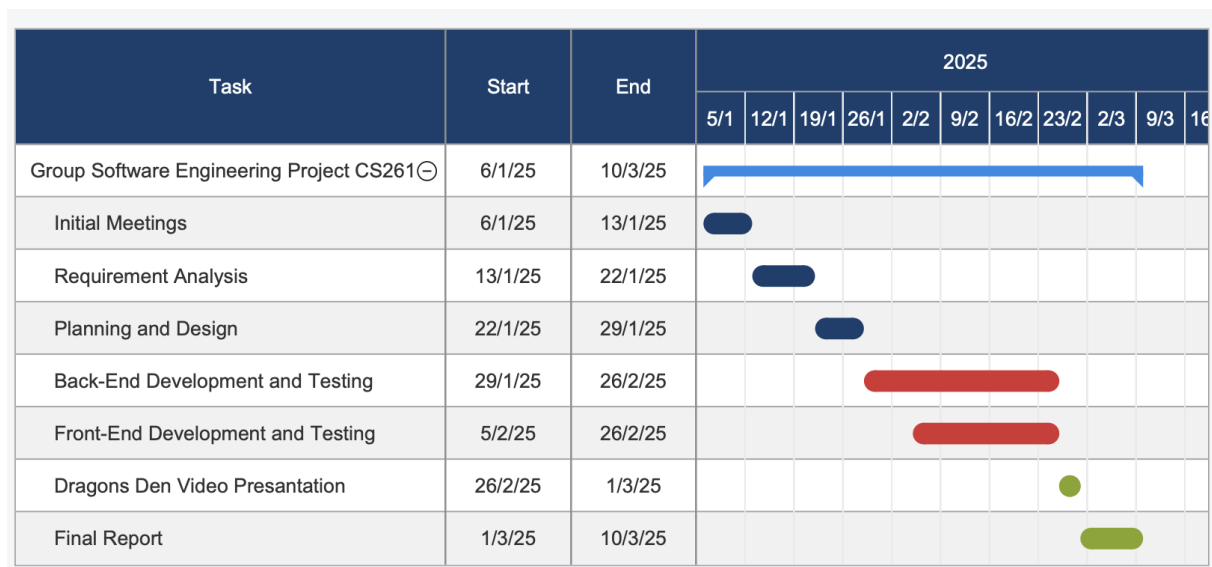 Task Start End 2025
5/1 12/1 19/1 26/1 2/2 9/2 16/2 23/2 2/3 9/3 16
Group Software Engineering Project CS261 6/1/25 10/3/25
Initial Meetings 6/1/25 13/1/25
Requirement Analysis 13/1/25 22/1/25
Planning and Design 22/1/25 29/1/25
Back-End Development and Testing 29/1/25 26/2/25
Front-End Development and Testing 5/2/25 26/2/25
Dragons Den Video Presantation 26/2/25 1/3/25
Final Report 1/3/25 10/3/25